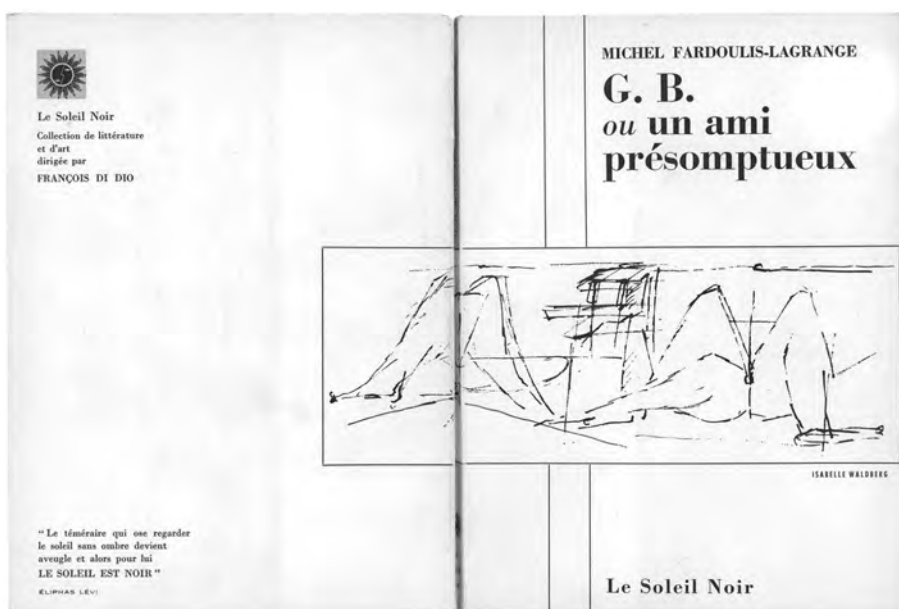 Le Soleil Noir
Collection de littérature
et d'art
dirigée par
FRANÇOIS DI DIO
"Le téméraire qui ose regarder
le soleil sans ombre devient
aveugle et alors pour lui
LE SOLEIL EST NOIR"
ÉLIPHAS LÉVI
MICHEL FARDOULIS-LAGRANGE
G. B.
ou un ami
présomptueux
ISABELLE WALDBERG
Le Soleil Noir